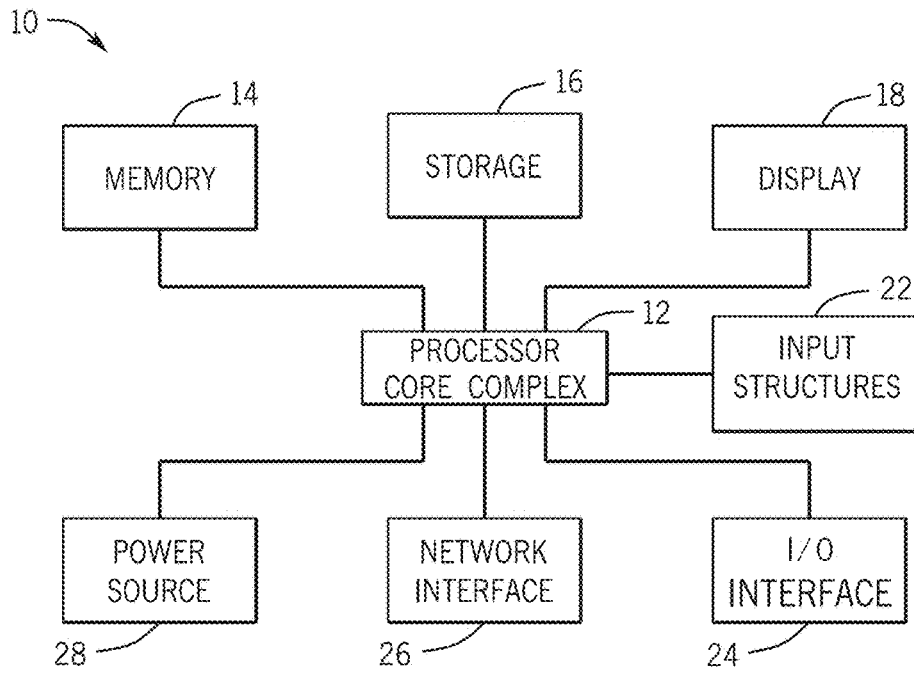 10
14
16
18
MEMORY
STORAGE
DISPLAY
12
22
PROCESSOR
CORE COMPLEX
INPUT
STRUCTURES
POWER
SOURCE
NETWORK
INTERFACE
I/O
INTERFACE
28
26
24